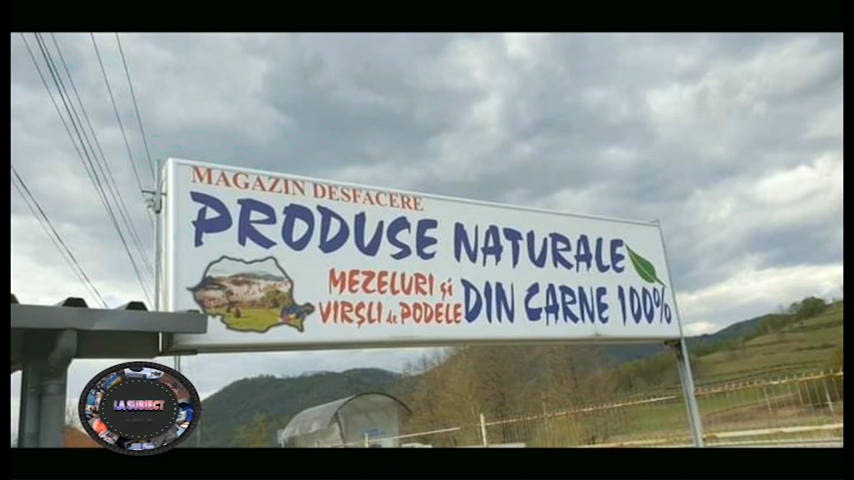 MAGAZIN DESFACERE
PRODUSE NATURALE
MEZELURI și
VIRȘLI de PODELE
DIN CARNE 100%
LA SUBIECT